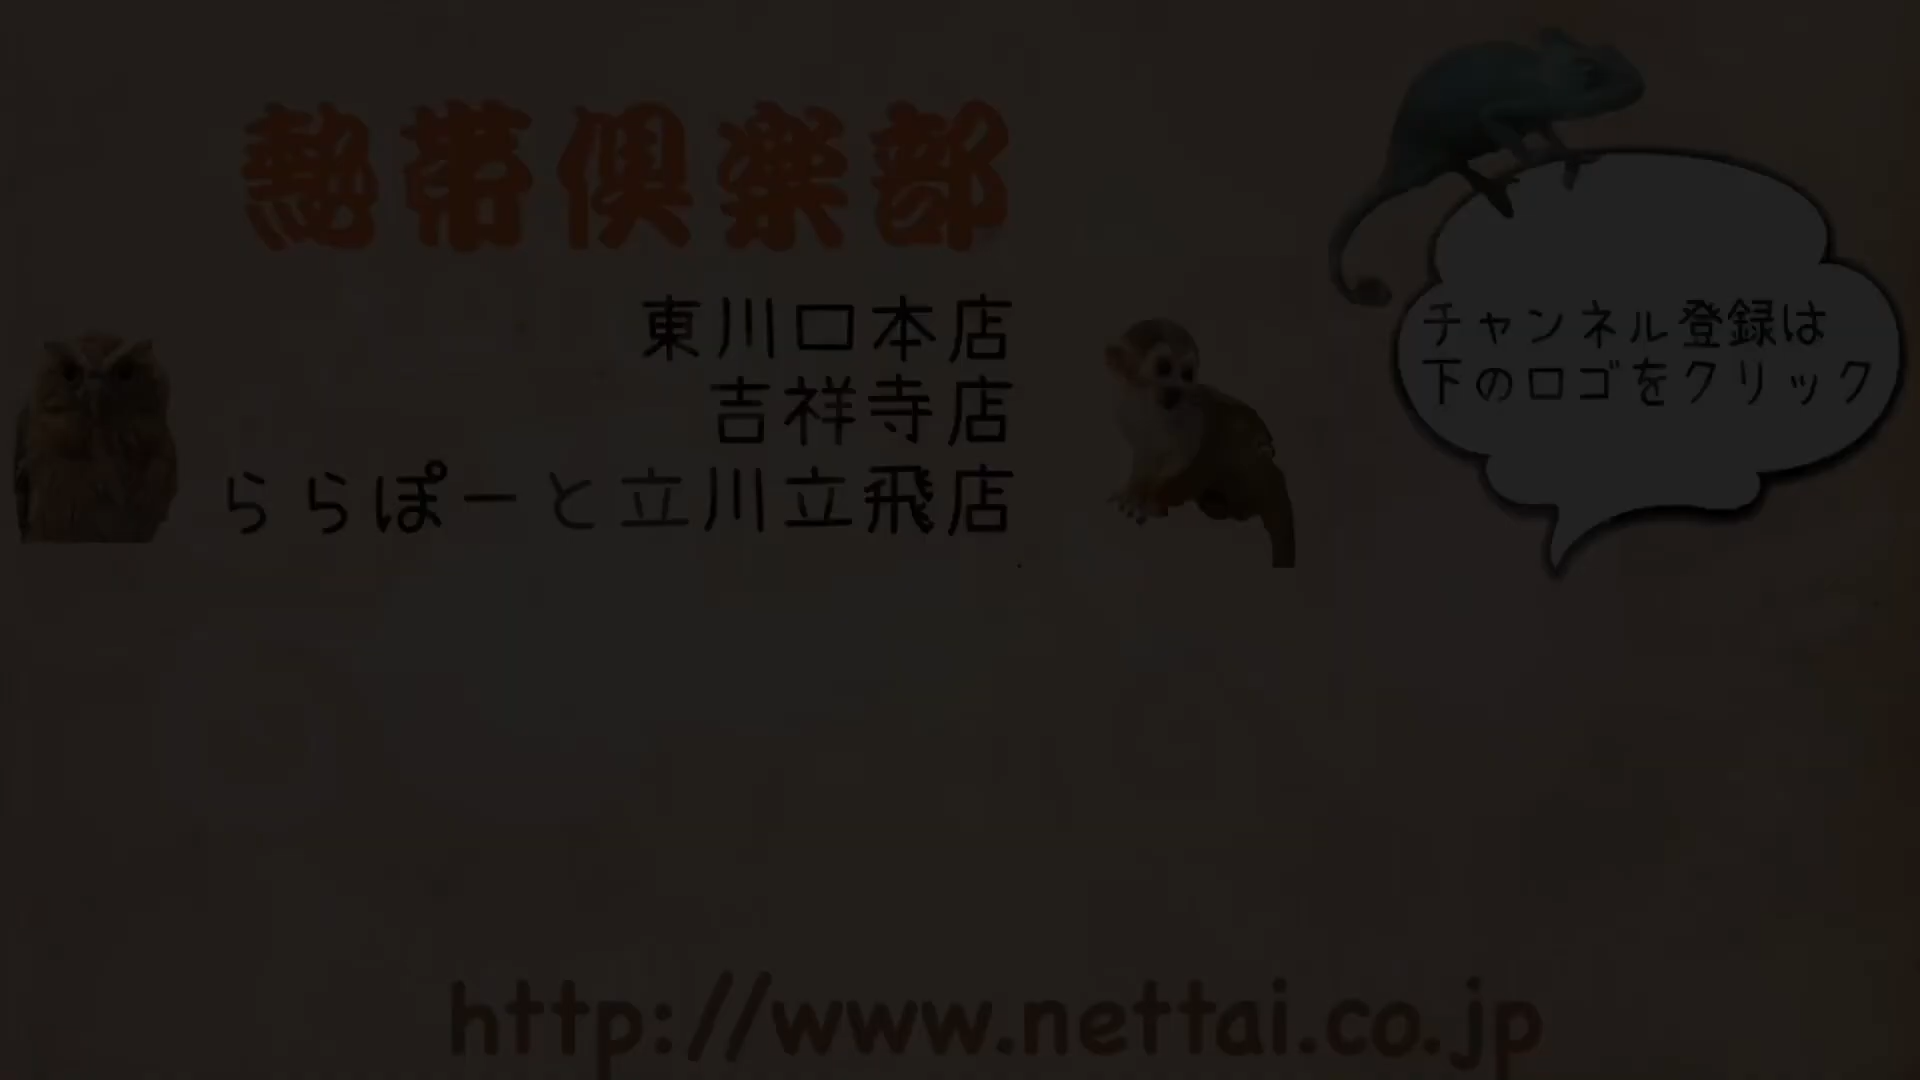 熱帯倶楽部
東川口本店
吉祥寺店
ららぽーと立川立飛店
チャンネル登録は
下のロゴをクリック
http://www.nettai.co.jp